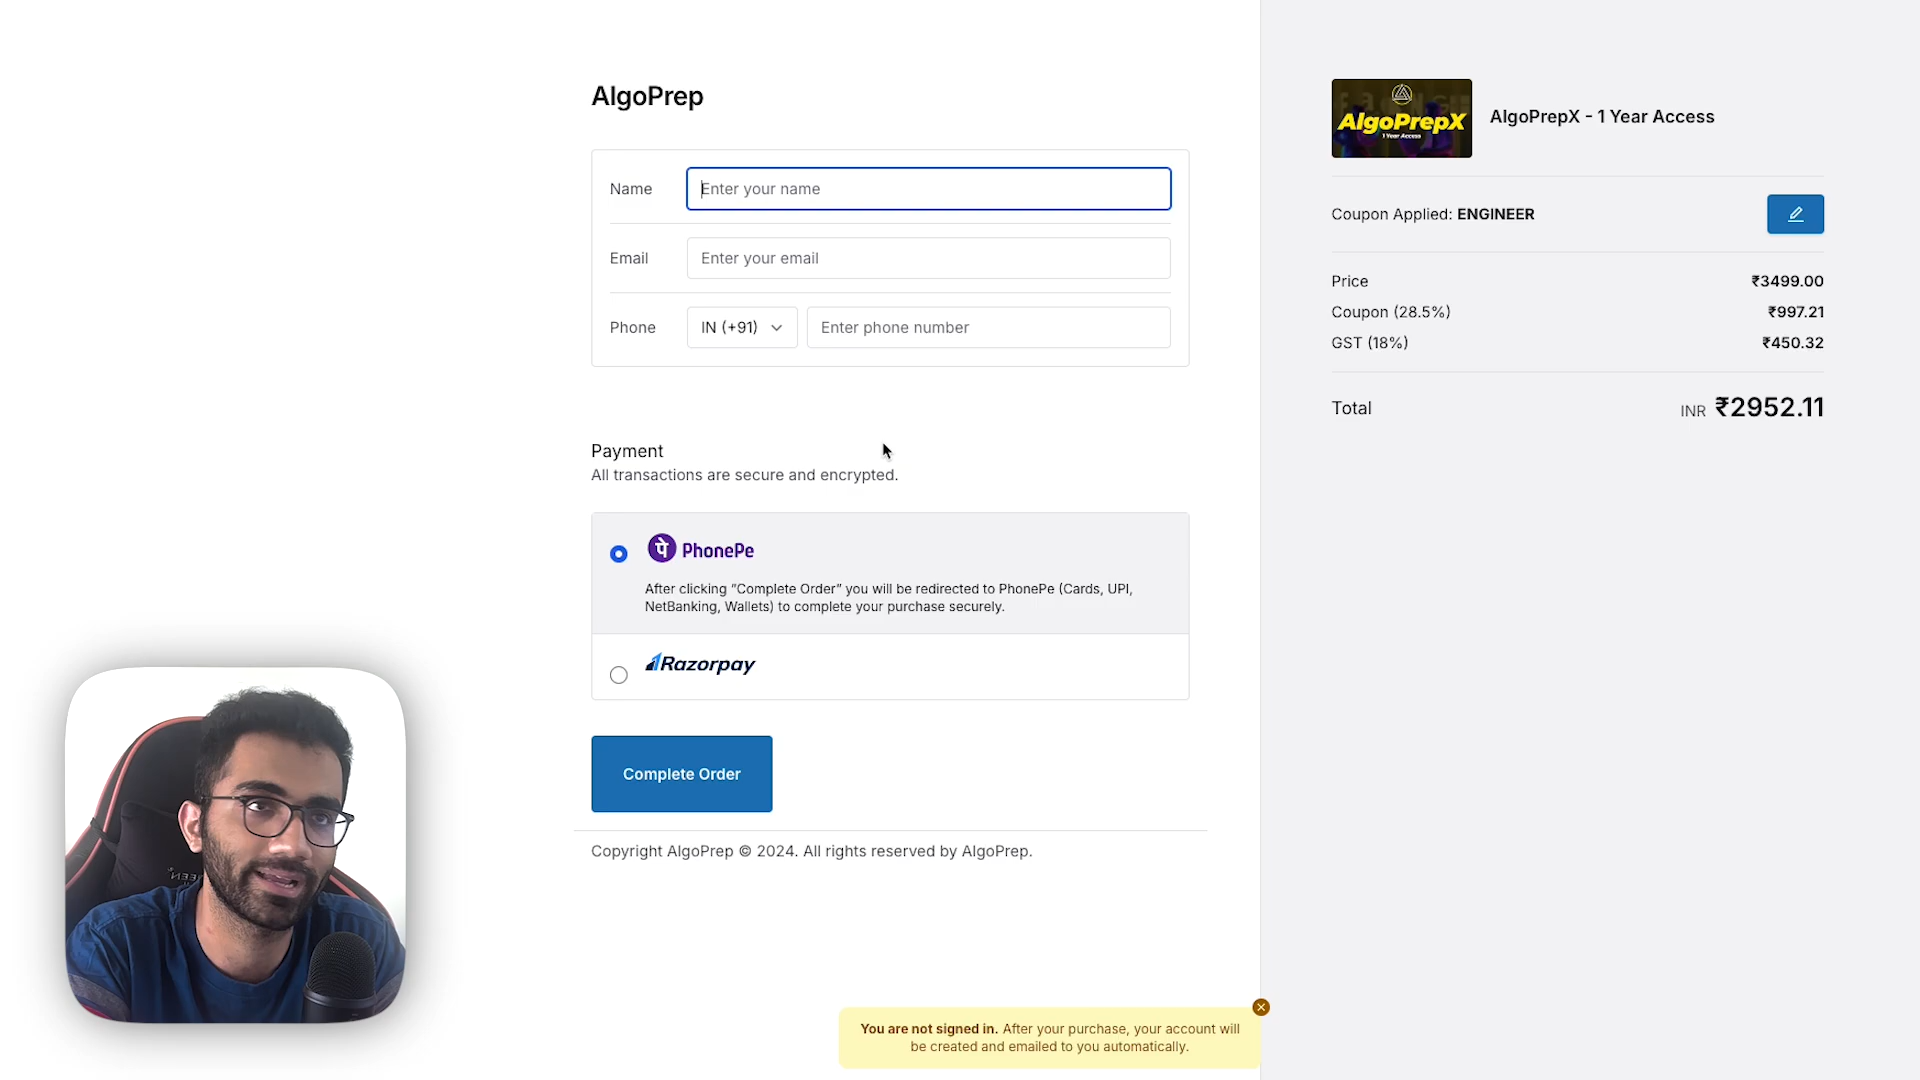 AlgoPrep
Name
Enter your name
Email
Enter your email
Phone
IN (+91)
Enter phone number
Payment
All transactions are secure and encrypted.
पे PhonePe
After clicking “Complete Order” you will be redirected to PhonePe (Cards, UPI,
NetBanking, Wallets) to complete your purchase securely.
Razorpay
Complete Order
Copyright AlgoPrep © 2024. All rights reserved by AlgoPrep.
AlgoPrepX
1 Year Access
AlgoPrepX - 1 Year Access
Coupon Applied: ENGINEER
Price ₹3499.00
Coupon (28.5%) ₹997.21
GST (18%) ₹450.32
Total INR ₹2952.11
You are not signed in. After your purchase, your account will
be created and emailed to you automatically.